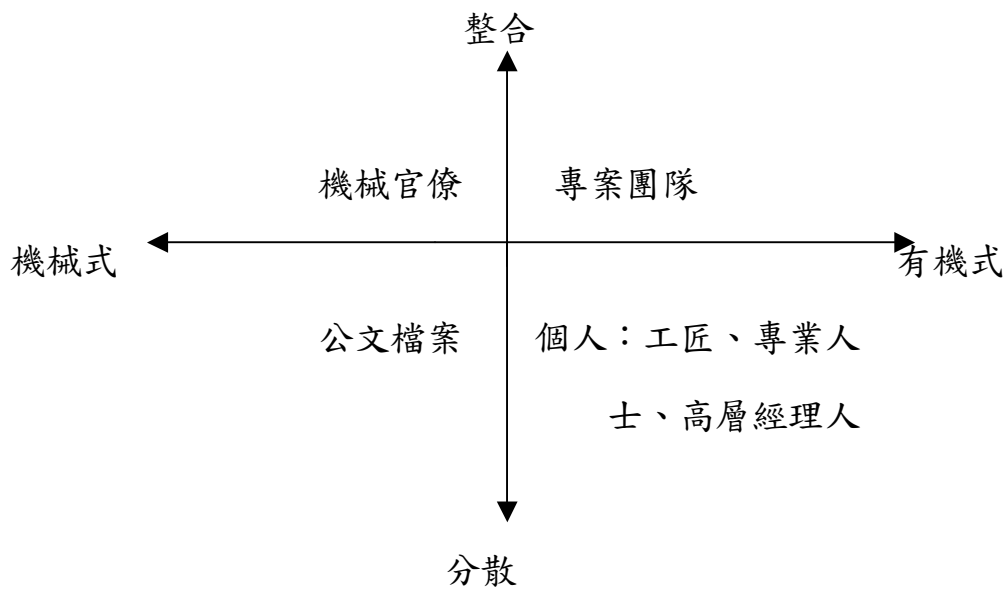 整合
機械官僚
專案團隊
機械式
有機式
公文檔案
個人：工匠、專業人
士、高層經理人
分散